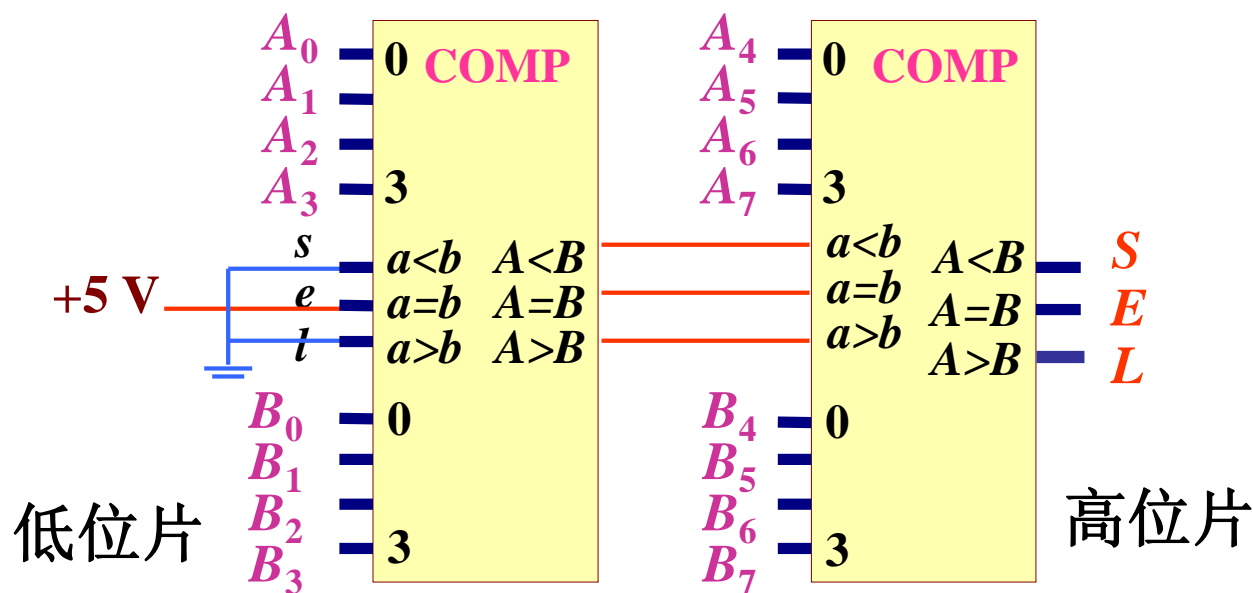 A0 0 COMP
A1
A2
A3 3
s a<b A<B
+5 V e a=b A=B
l a>b A>B
B0 0
B1
B2
B3 3
低位片
A4 0 COMP
A5
A6
A7 3
a<b A<B S
a=b A=B E
a>b A>B L
B4 0
B5
B6
B7 3
高位片